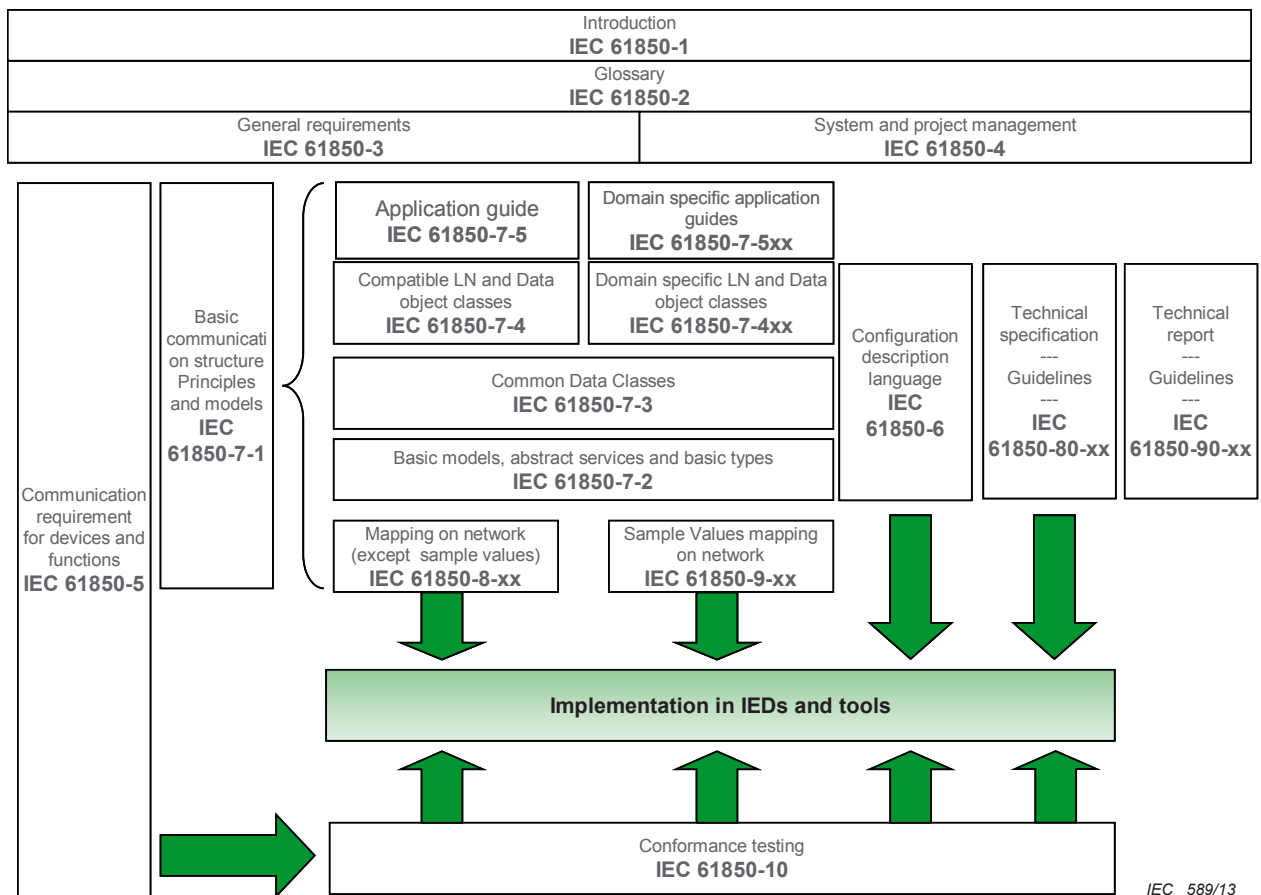 Introduction
IEC 61850-1
Glossary
IEC 61850-2
General requirements
IEC 61850-3
System and project management
IEC 61850-4
Communication
requirement
for devices and
functions
IEC 61850-5
Basic
communicati
on structure
Principles
and models
IEC
61850-7-1
Application guide
IEC 61850-7-5
Domain specific application
guides
IEC 61850-7-5xx
Compatible LN and Data
object classes
IEC 61850-7-4
Domain specific LN and Data
object classes
IEC 61850-7-4xx
Common Data Classes
IEC 61850-7-3
Basic models, abstract services and basic types
IEC 61850-7-2
Mapping on network
(except sample values)
IEC 61850-8-xx
Sample Values mapping
on network
IEC 61850-9-xx
Configuration
description
language
IEC
61850-6
Technical
specification
---
Guidelines
---
IEC
61850-80-xx
Technical
report
---
Guidelines
---
IEC
61850-90-xx
Implementation in IEDs and tools
Conformance testing
IEC 61850-10
IEC 589/13